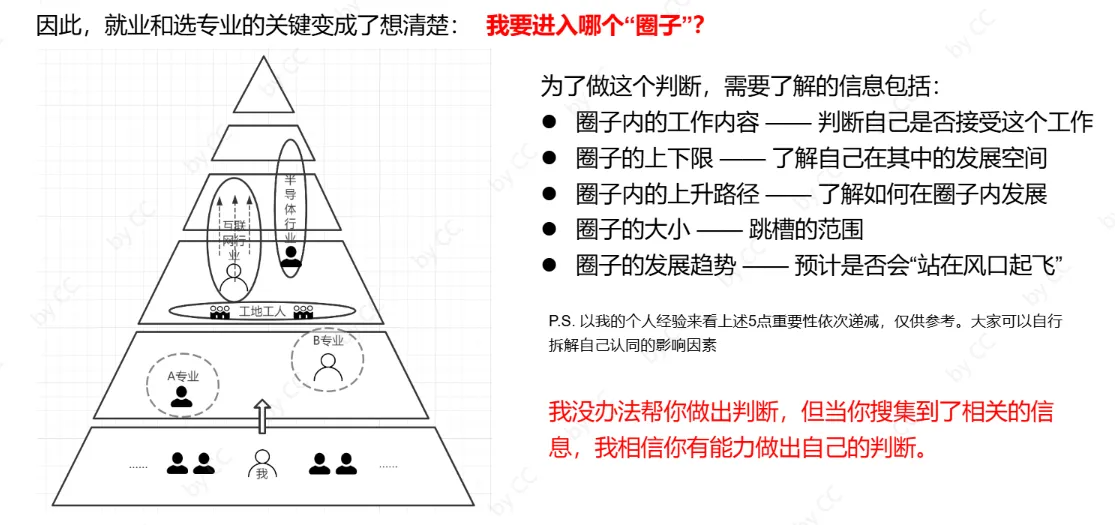 因此，就业和选专业的关键变成了想清楚： 我要进入哪个“圈子”？
为了做这个判断，需要了解的信息包括：
● 圈子内的工作内容 —— 判断自己是否接受这个工作
● 圈子的上下限 —— 了解自己在其中的发展空间
● 圈子内的上升路径 —— 了解如何在圈子内发展
● 圈子的大小 —— 跳槽的范围
● 圈子的发展趋势 —— 预计是否会“站在风口起飞”
P.S. 以我的个人经验来看上述5点重要性依次递减，仅供参考。大家可以自行
拆解自己认同的影响因素
我没办法帮你做出判断，但当你搜集到了相关的信
息，我相信你有能力做出自己的判断。
半
导
体
行
业
互联
网行
业
工地工人
B专业
A专业
......
我
......
by CC